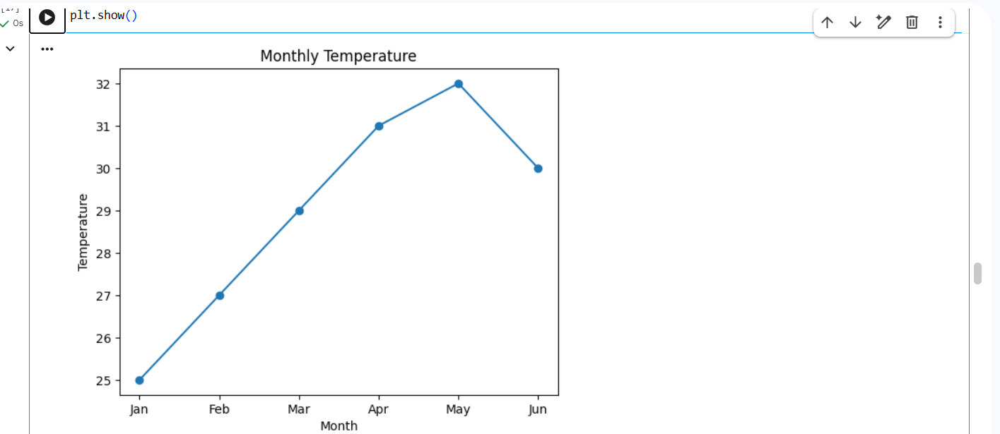 0s
plt.show()
Monthly Temperature
32
31
30
29
28
27
26
25
Temperature
Jan Feb Mar Apr May Jun
Month